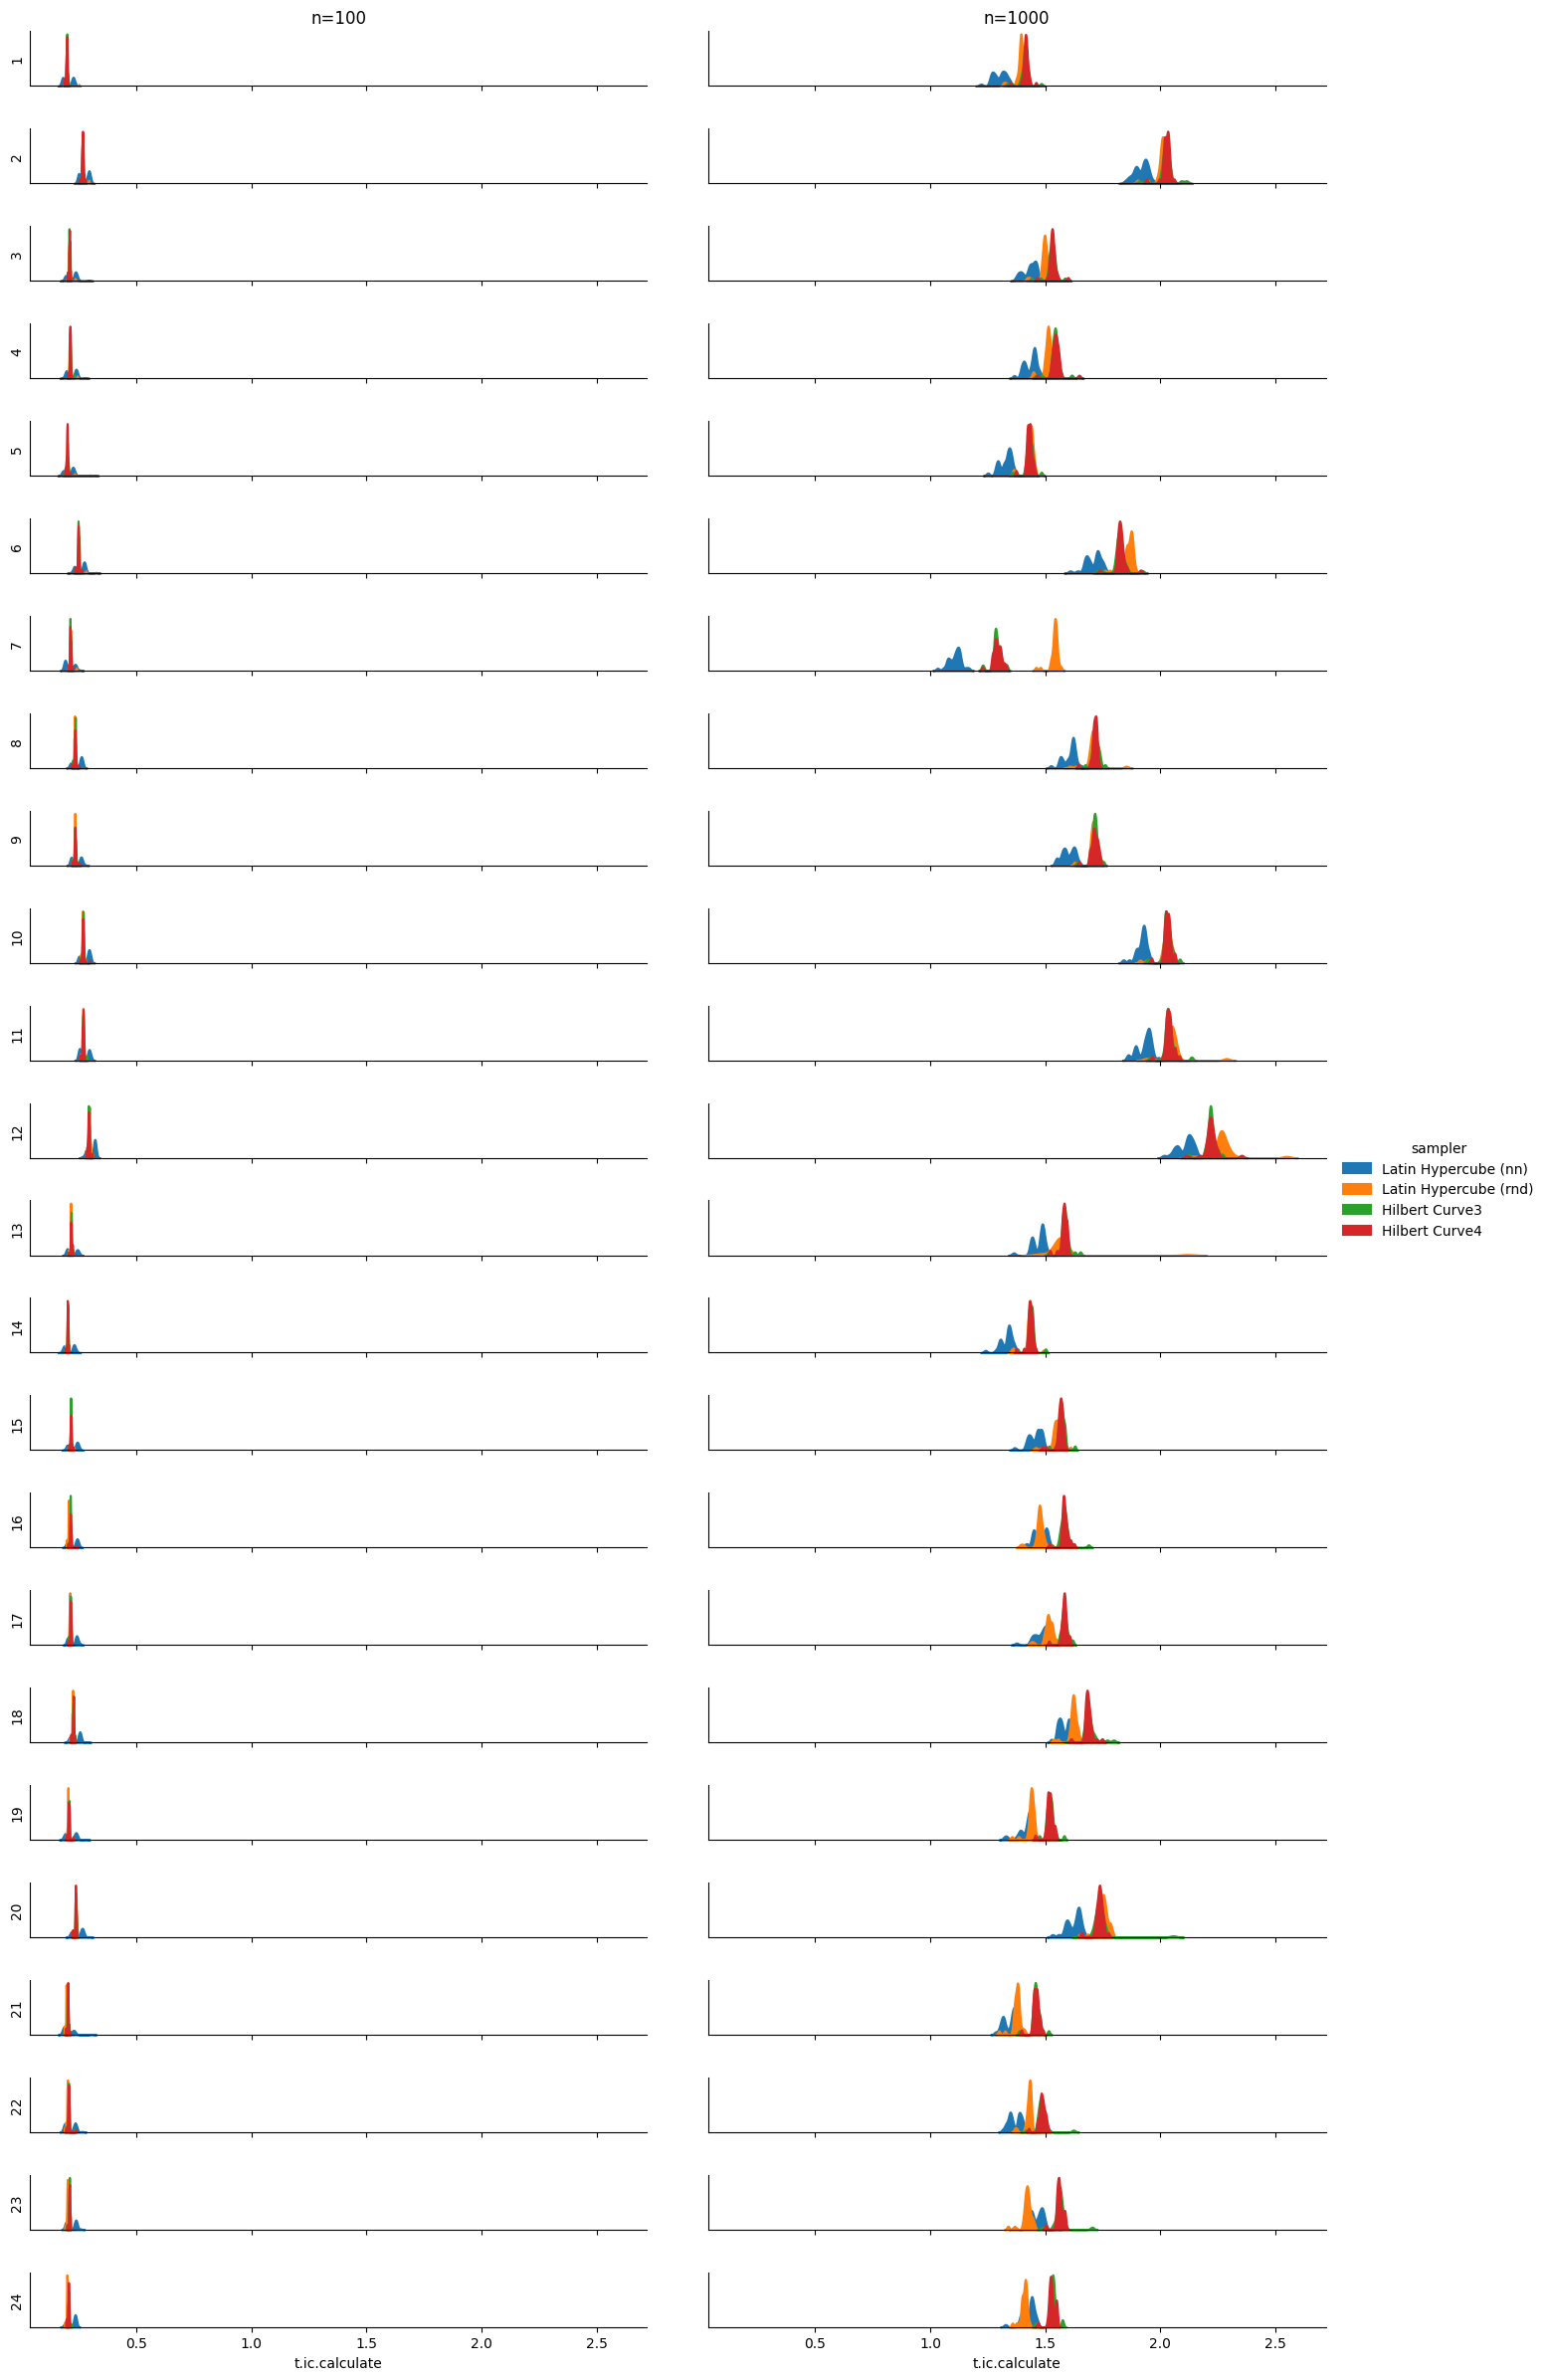 n=100
n=1000
1
2
3
4
5
6
7
8
9
10
11
12
sampler
Latin Hypercube (nn)
Latin Hypercube (rnd)
Hilbert Curve3
Hilbert Curve4
13
14
15
16
17
18
19
20
21
22
23
24
0.5 1.0 1.5 2.0 2.5
0.5 1.0 1.5 2.0 2.5
t.ic.calculate
t.ic.calculate